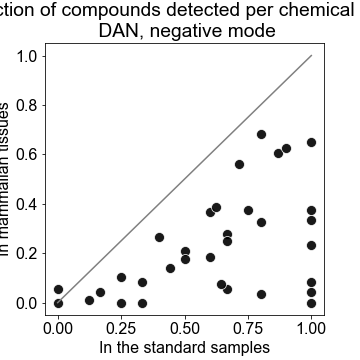 ction of compounds detected per chemical
DAN, negative mode
In mammalian tissues
1.0
0.8
0.6
0.4
0.2
0.0
0.00 0.25 0.50 0.75 1.00
In the standard samples